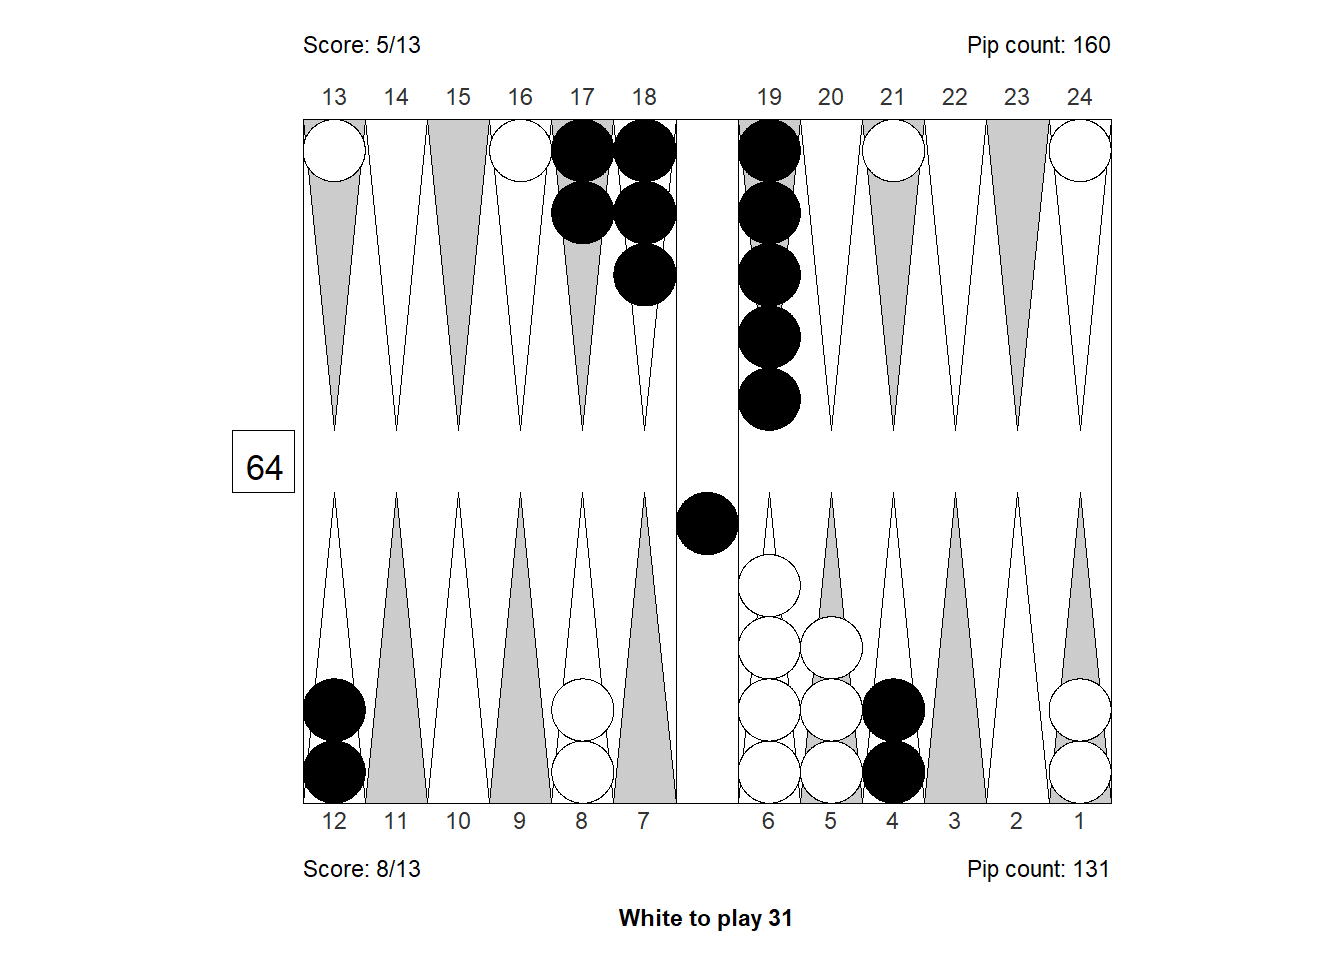 Score: 5/13 Pip count: 160
13 14 15 16 17 18 19 20 21 22 23 24
64
12 11 10 9 8 7 6 5 4 3 2 1
Score: 8/13 Pip count: 131
White to play 31